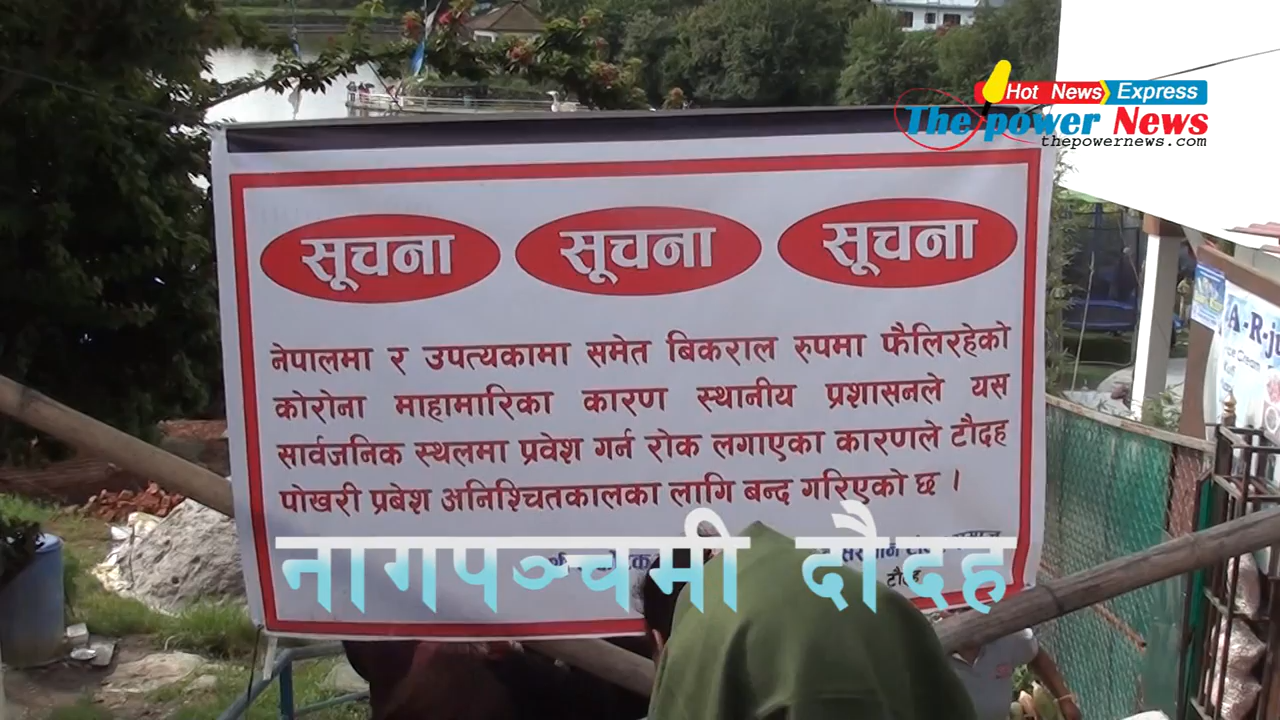 Hot News Express
The power News
thepowernews.com
सूचना सूचना सूचना
नेपालमा र उपत्यकामा समेत बिकराल रुपमा फैलिरहेको
कोरोना माहामारिका कारण स्थानीय प्रशासनले यस
सार्वजनिक स्थलमा प्रवेश गर्न रोक लगाएका कारणले टौदह
पोखरी प्रबेश अनिश्चितकालका लागि बन्द गरिएको छ ।
टौदह
नागपञ्चमी दौदह
A-R-ju